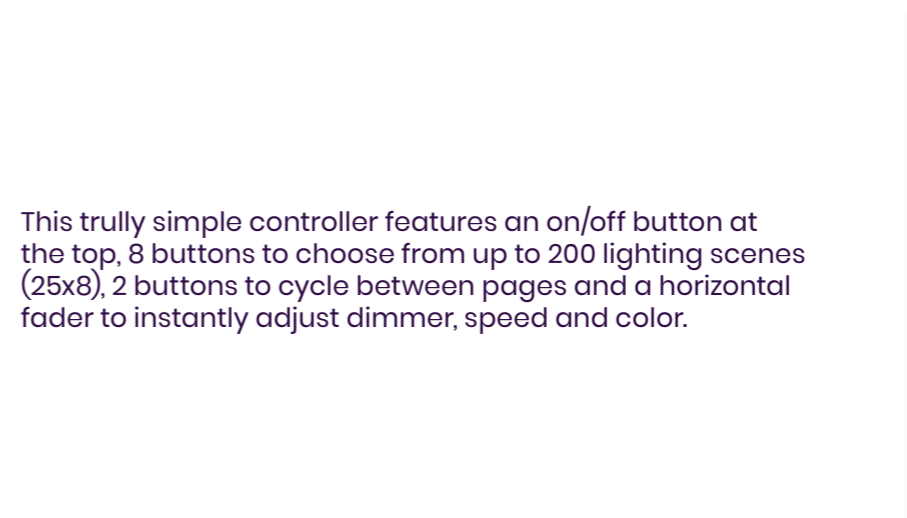 This trully simple controller features an on/off button at
the top, 8 buttons to choose from up to 200 lighting scenes
(25x8), 2 buttons to cycle between pages and a horizontal
fader to instantly adjust dimmer, speed and color.